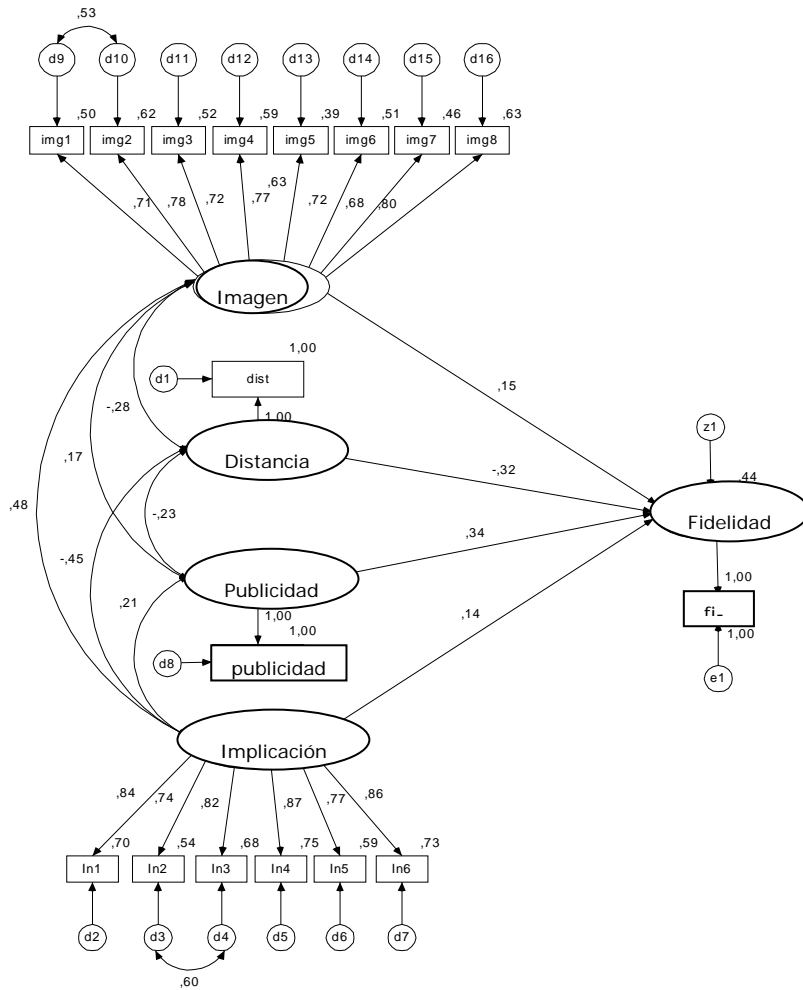 ,53
d9 d10 d11 d12 d13 d14 d15 d16
,50 ,62 ,52 ,59 ,39 ,51 ,46 ,63
img1 img2 img3 img4 img5 img6 img7 img8
,71 ,78 ,72 ,77 ,63 ,72 ,68 ,80
Imagen
1,00
d1 dist
1,00
,15
-,28
Distancia
z1
,17
-,32
,44
,48
-,23
Fidelidad
,34
-,45
Publicidad
1,00
,21
1,00
1,00
,14
fi_
1,00
d8 publicidad
e1
Implicación
,84 ,74 ,82 ,87 ,77 ,86
,70 ,54 ,68 ,75 ,59 ,73
In1 In2 In3 In4 In5 In6
d2 d3 d4 d5 d6 d7
,60